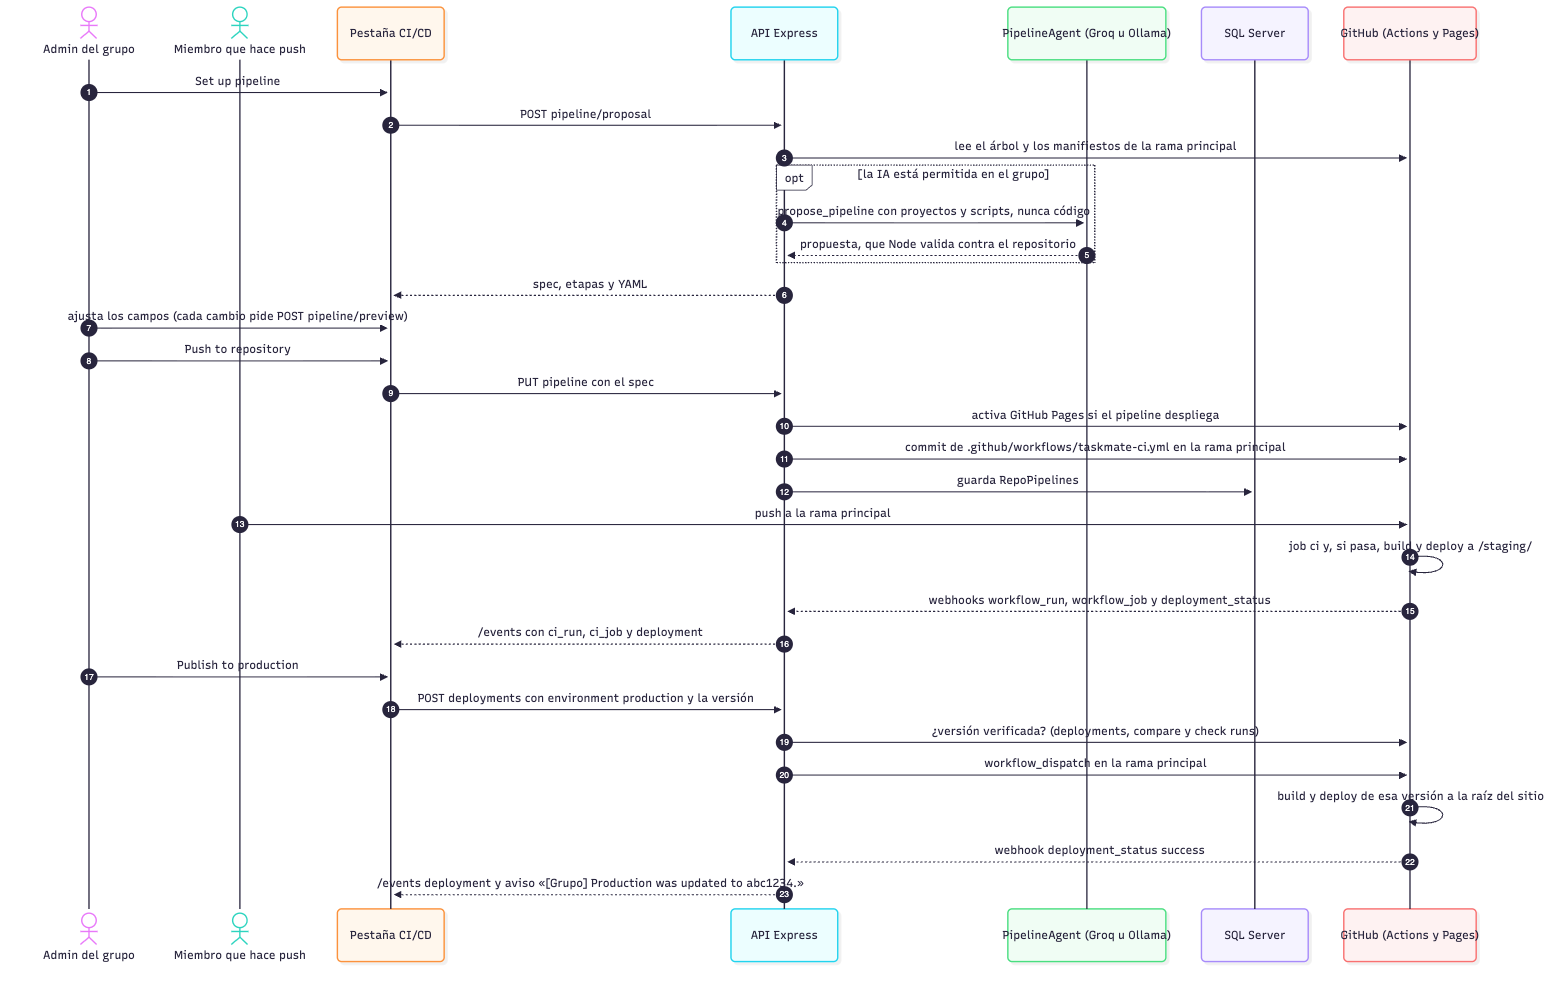 Admin del grupo
Miembro que hace push
Pestaña CI/CD
API Express
PipelineAgent (Groq u Ollama)
SQL Server
GitHub (Actions y Pages)
1
Set up pipeline
2
POST pipeline/proposal
3
lee el árbol y los manifiestos de la rama principal
opt
[la IA está permitida en el grupo]
4
propose_pipeline con proyectos y scripts, nunca código
propuesta, que Node valida contra el repositorio
5
spec, etapas y YAML
6
7
ajusta los campos (cada cambio pide POST pipeline/preview)
8
Push to repository
9
PUT pipeline con el spec
10
activa GitHub Pages si el pipeline despliega
11
commit de .github/workflows/taskmate-ci.yml en la rama principal
12
guarda RepoPipelines
13
push a la rama principal
job ci y, si pasa, build y deploy a /staging/
14
webhooks workflow_run, workflow_job y deployment_status
15
/events con ci_run, ci_job y deployment
16
17
Publish to production
18
POST deployments con environment production y la versión
19
¿versión verificada? (deployments, compare y check runs)
20
workflow_dispatch en la rama principal
build y deploy de esa versión a la raíz del sitio
21
webhook deployment_status success
22
/events deployment y aviso «[Grupo] Production was updated to abc1234.»
23
Admin del grupo
Miembro que hace push
Pestaña CI/CD
API Express
PipelineAgent (Groq u Ollama)
SQL Server
GitHub (Actions y Pages)